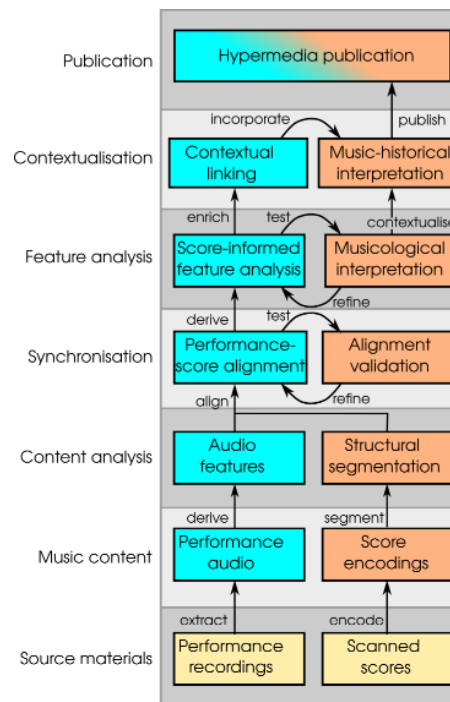 Publication
Hypermedia publication
incorporate
publish
Contextualisation
Contextual
linking
Music-historical
interpretation
enrich
test
contextualise
Feature analysis
Score-informed
feature analysis
Musicological
interpretation
refine
derive
test
Synchronisation
Performance-
score alignment
Alignment
validation
align
refine
Content analysis
Audio
features
Structural
segmentation
derive
segment
Music content
Performance
audio
Score
encodings
extract
encode
Source materials
Performance
recordings
Scanned
scores